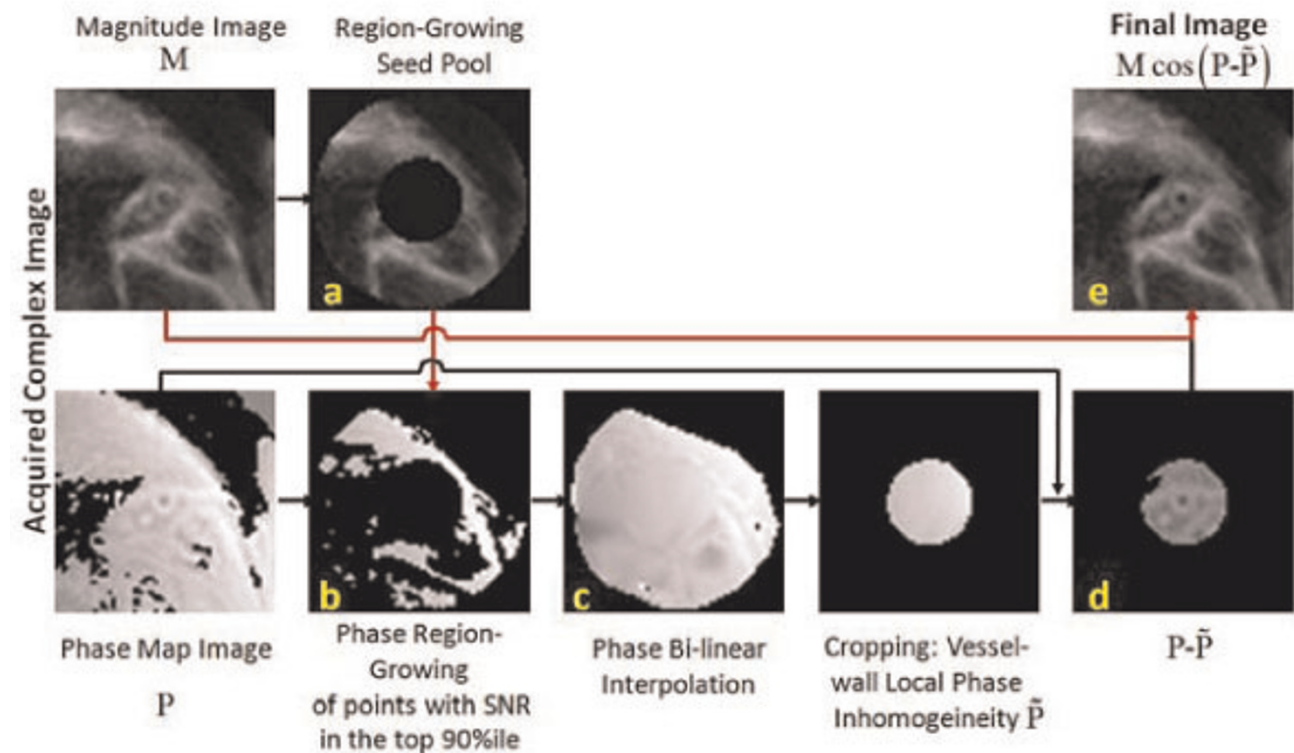 Magnitude Image
M
Region-Growing
Seed Pool
Final Image
M cos(P-P̃)
Acquired Complex Image
a
e
b
c
d
Phase Map Image
P
Phase Region-
Growing
of points with SNR
in the top 90%ile
Phase Bi-linear
Interpolation
Cropping: Vessel-
wall Local Phase
Inhomogeineity P̃
P-P̃